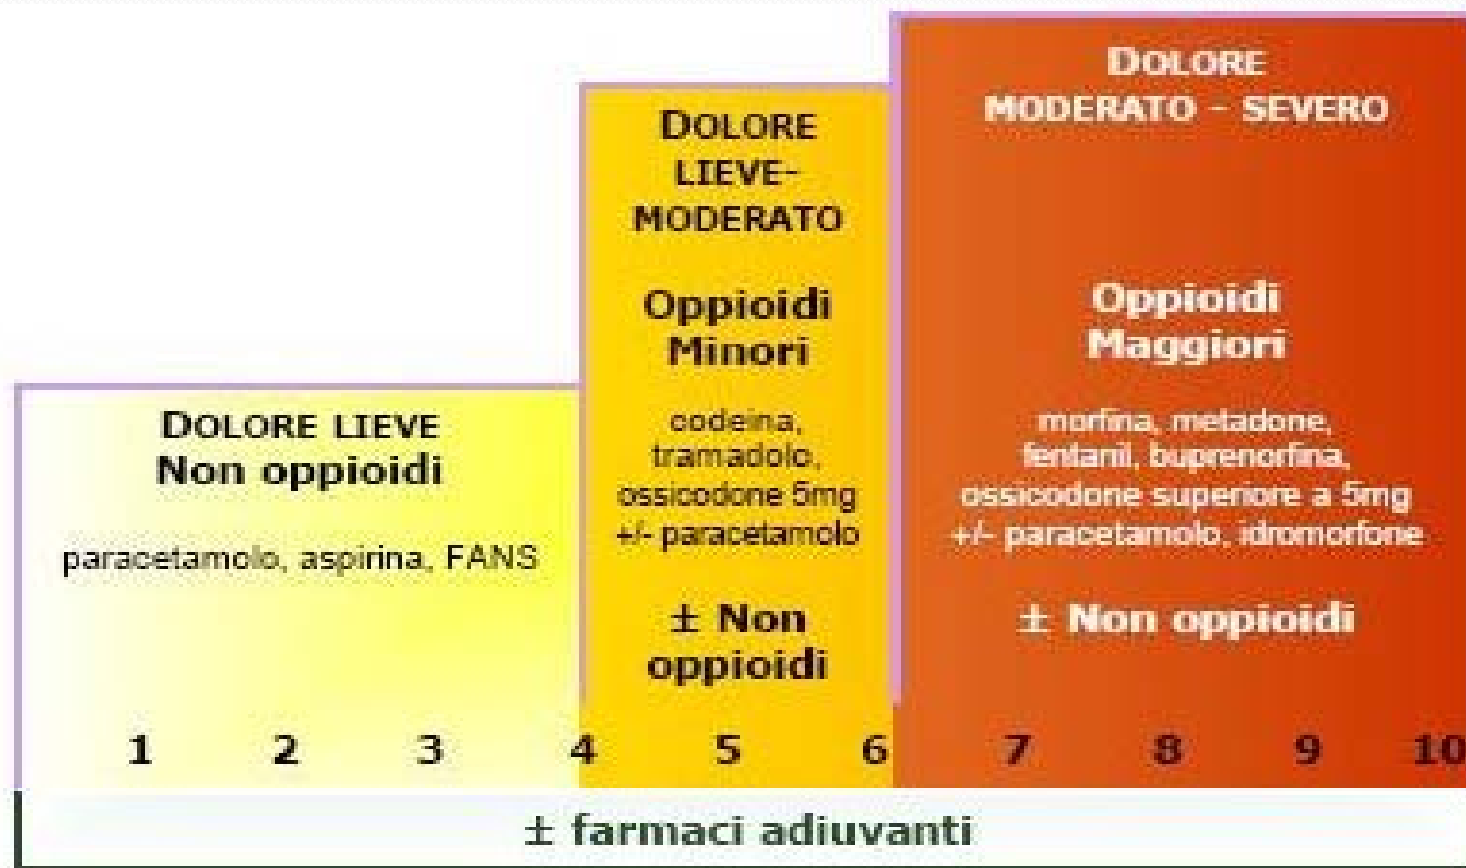 DOLORE LIEVE
Non oppioidi
paracetamolo, aspirina, FANS
DOLORE
LIEVE-
MODERATO
Oppioidi
Minori
codeina,
tramadolo,
ossicodone 5mg
+/- paracetamolo
± Non
oppioidi
DOLORE
MODERATO - SEVERO
Oppioidi
Maggiori
morfina, metadone,
fentanil, buprenorfina,
ossicodone superiore a 5mg
+/- paracetamolo, idromorfone
± Non oppioidi
1 2 3 4 5 6 7 8 9 10
± farmaci adiuvanti